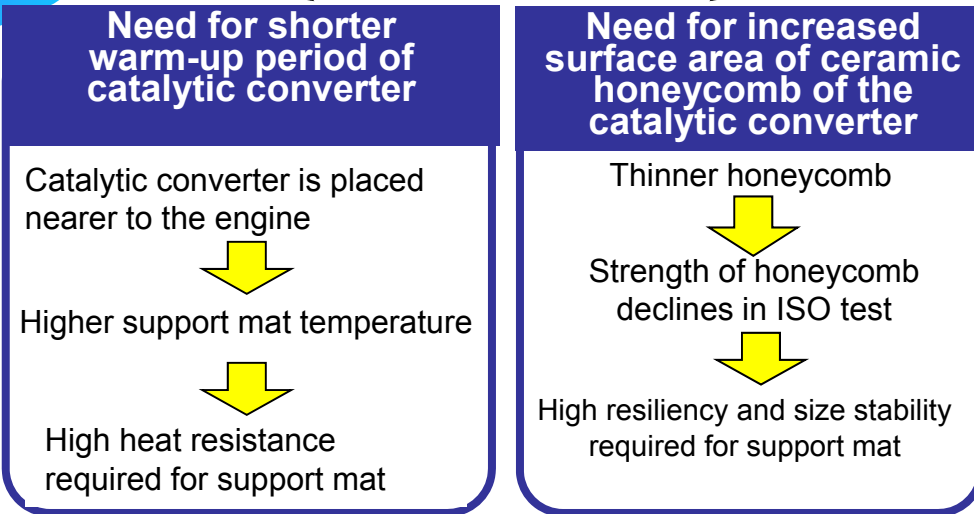 Need for shorter
warm-up period of
catalytic converter
Catalytic converter is placed
nearer to the engine
Higher support mat temperature
High heat resistance
required for support mat
Need for increased
surface area of ceramic
honeycomb of the
catalytic converter
Thinner honeycomb
Strength of honeycomb
declines in ISO test
High resiliency and size stability
required for support mat